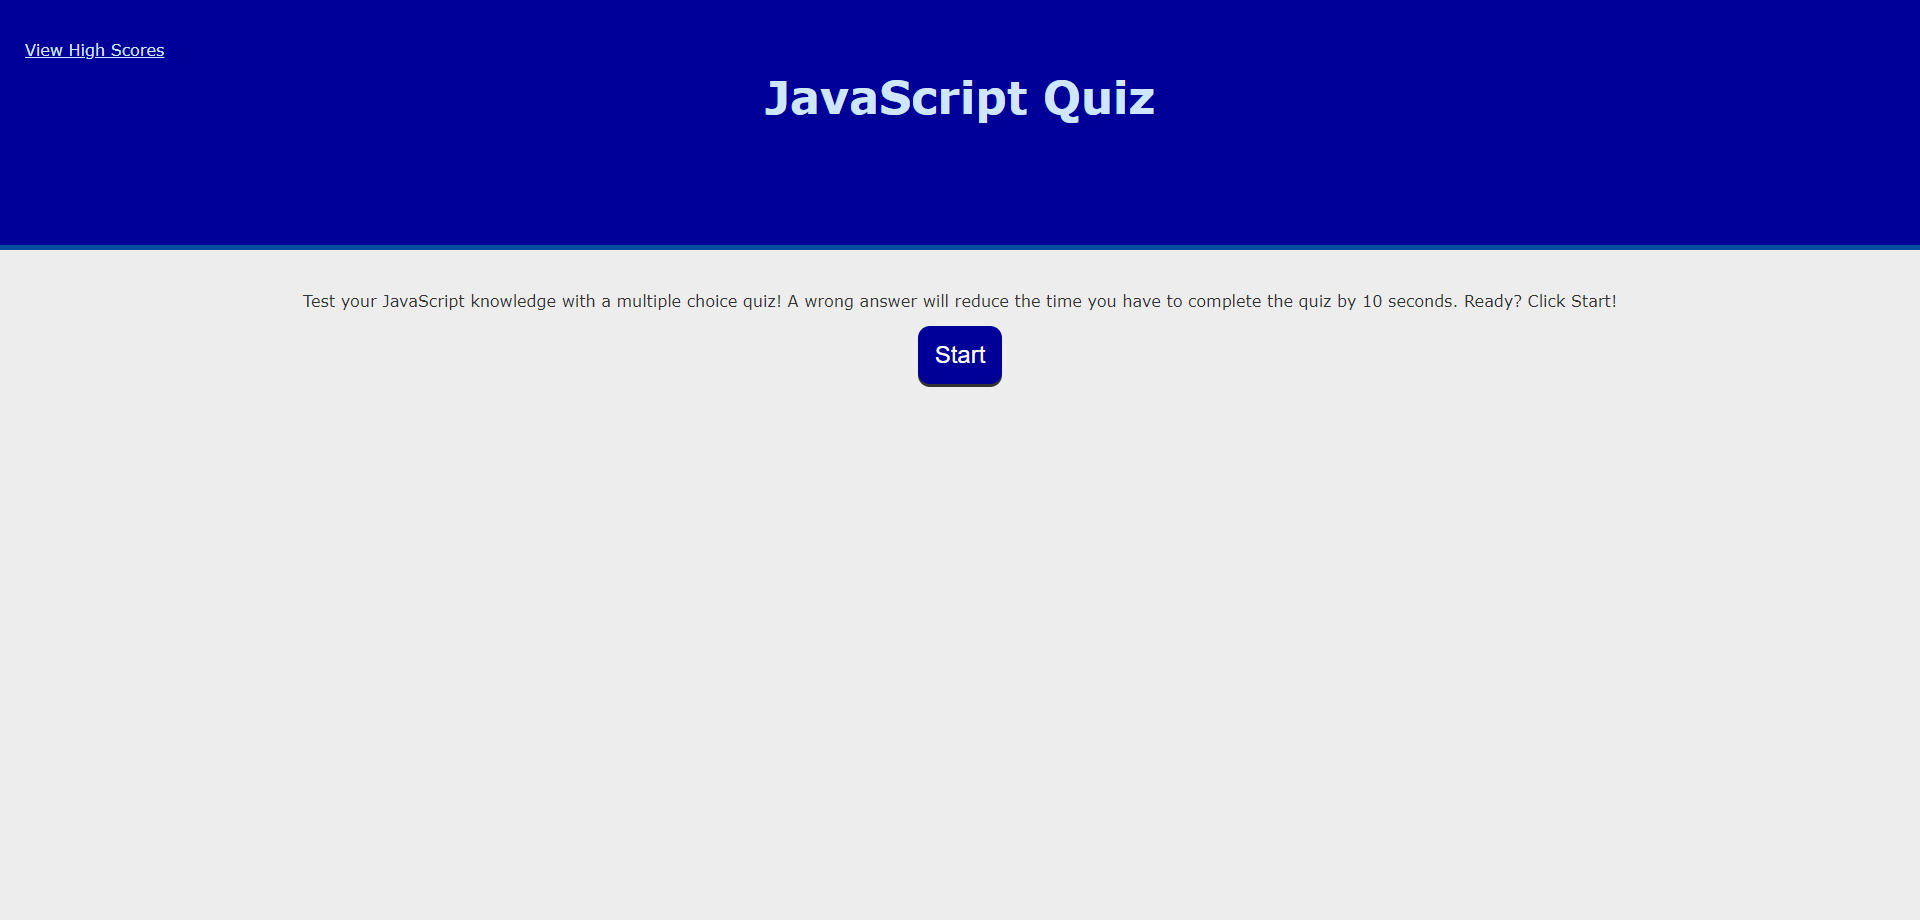 View High Scores
JavaScript Quiz
Test your JavaScript knowledge with a multiple choice quiz! A wrong answer will reduce the time you have to complete the quiz by 10 seconds. Ready? Click Start!
Start